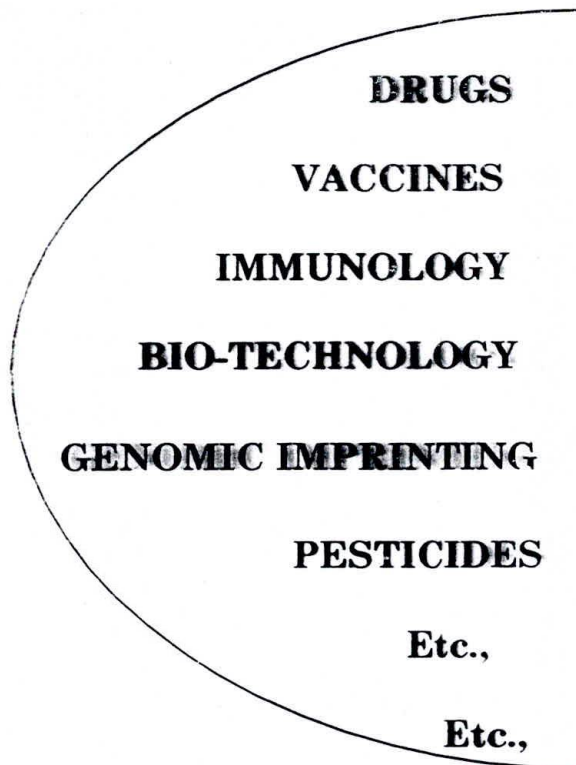 DRUGS
VACCINES
IMMUNOLOGY
BIO-TECHNOLOGY
GENOMIC IMPRINTING
PESTICIDES
Etc.,
Etc.,